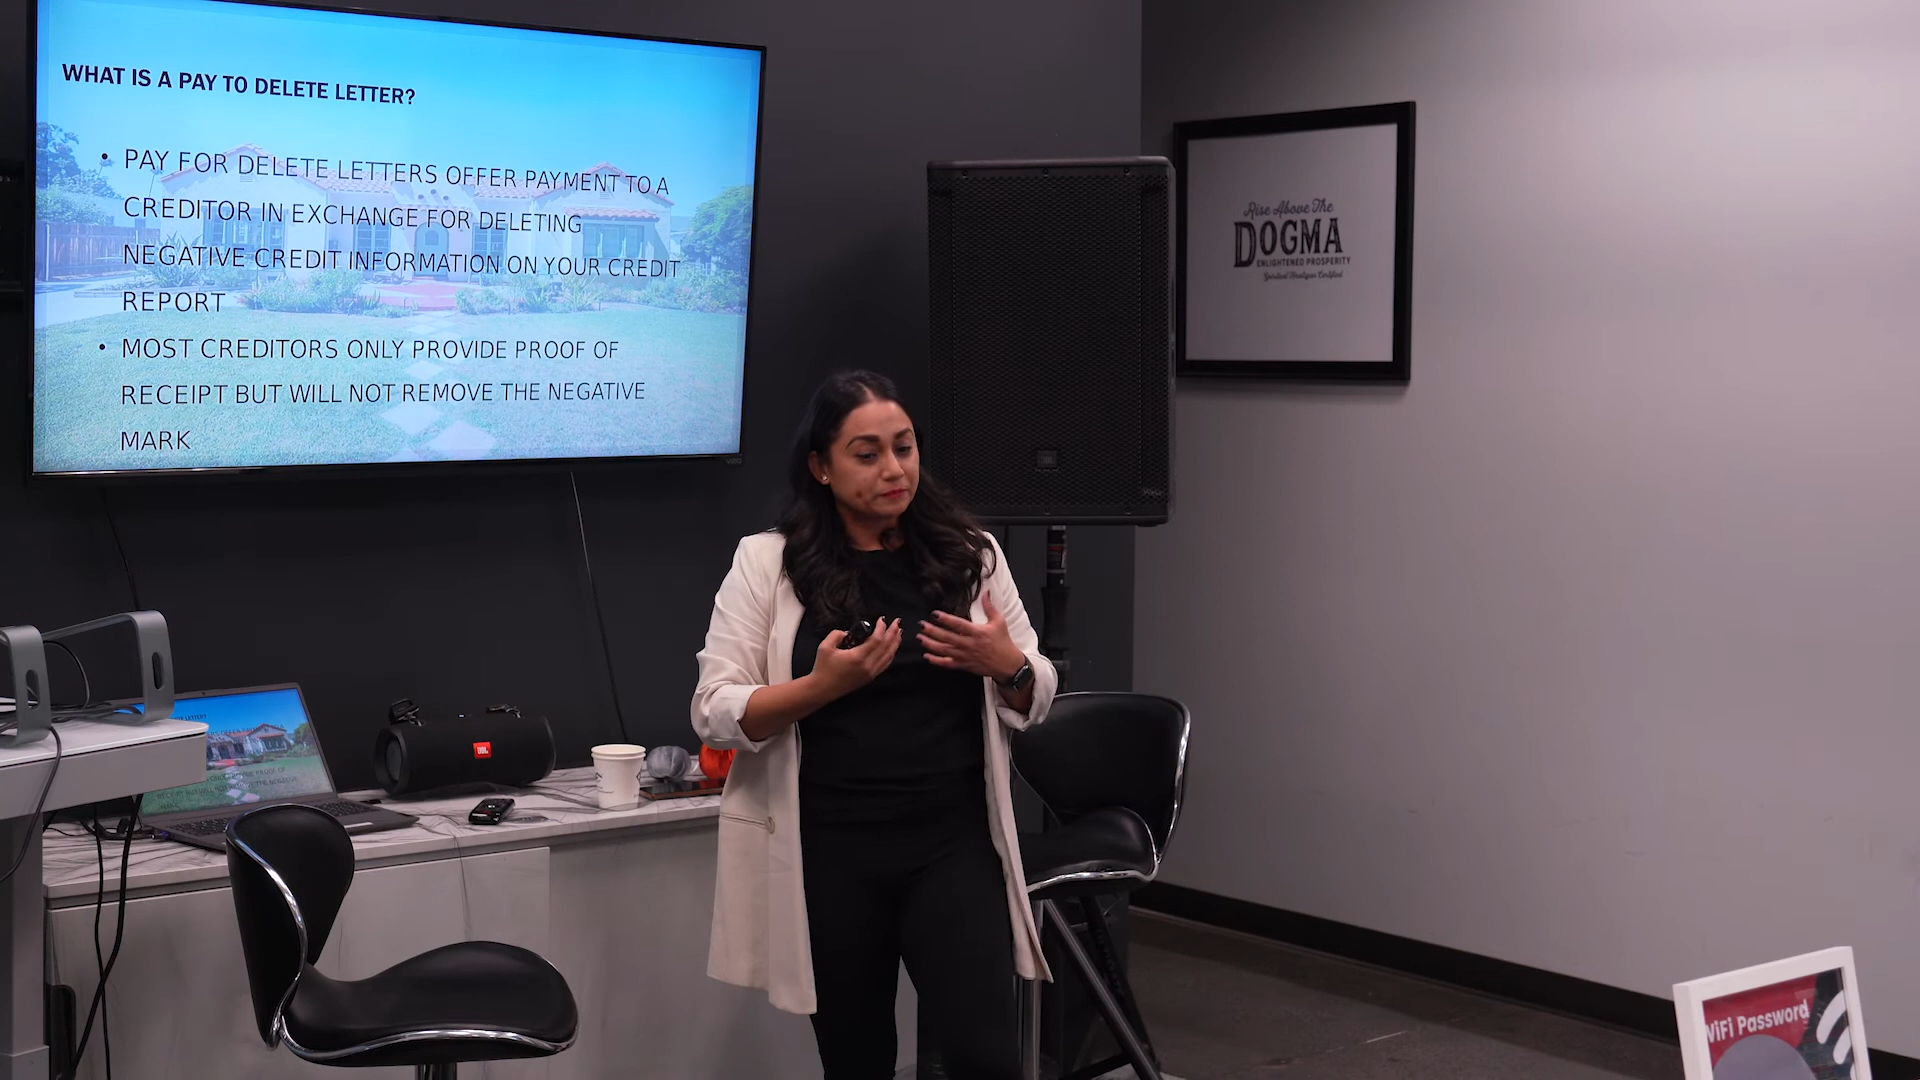 WHAT IS A PAY TO DELETE LETTER?
• PAY FOR DELETE LETTERS OFFER PAYMENT TO A
CREDITOR IN EXCHANGE FOR DELETING
NEGATIVE CREDIT INFORMATION ON YOUR CREDIT
REPORT
• MOST CREDITORS ONLY PROVIDE PROOF OF
RECEIPT BUT WILL NOT REMOVE THE NEGATIVE
MARK
Rise Above The
DOGMA
ENLIGHTENED PROSPERITY
JBL
WiFi Password